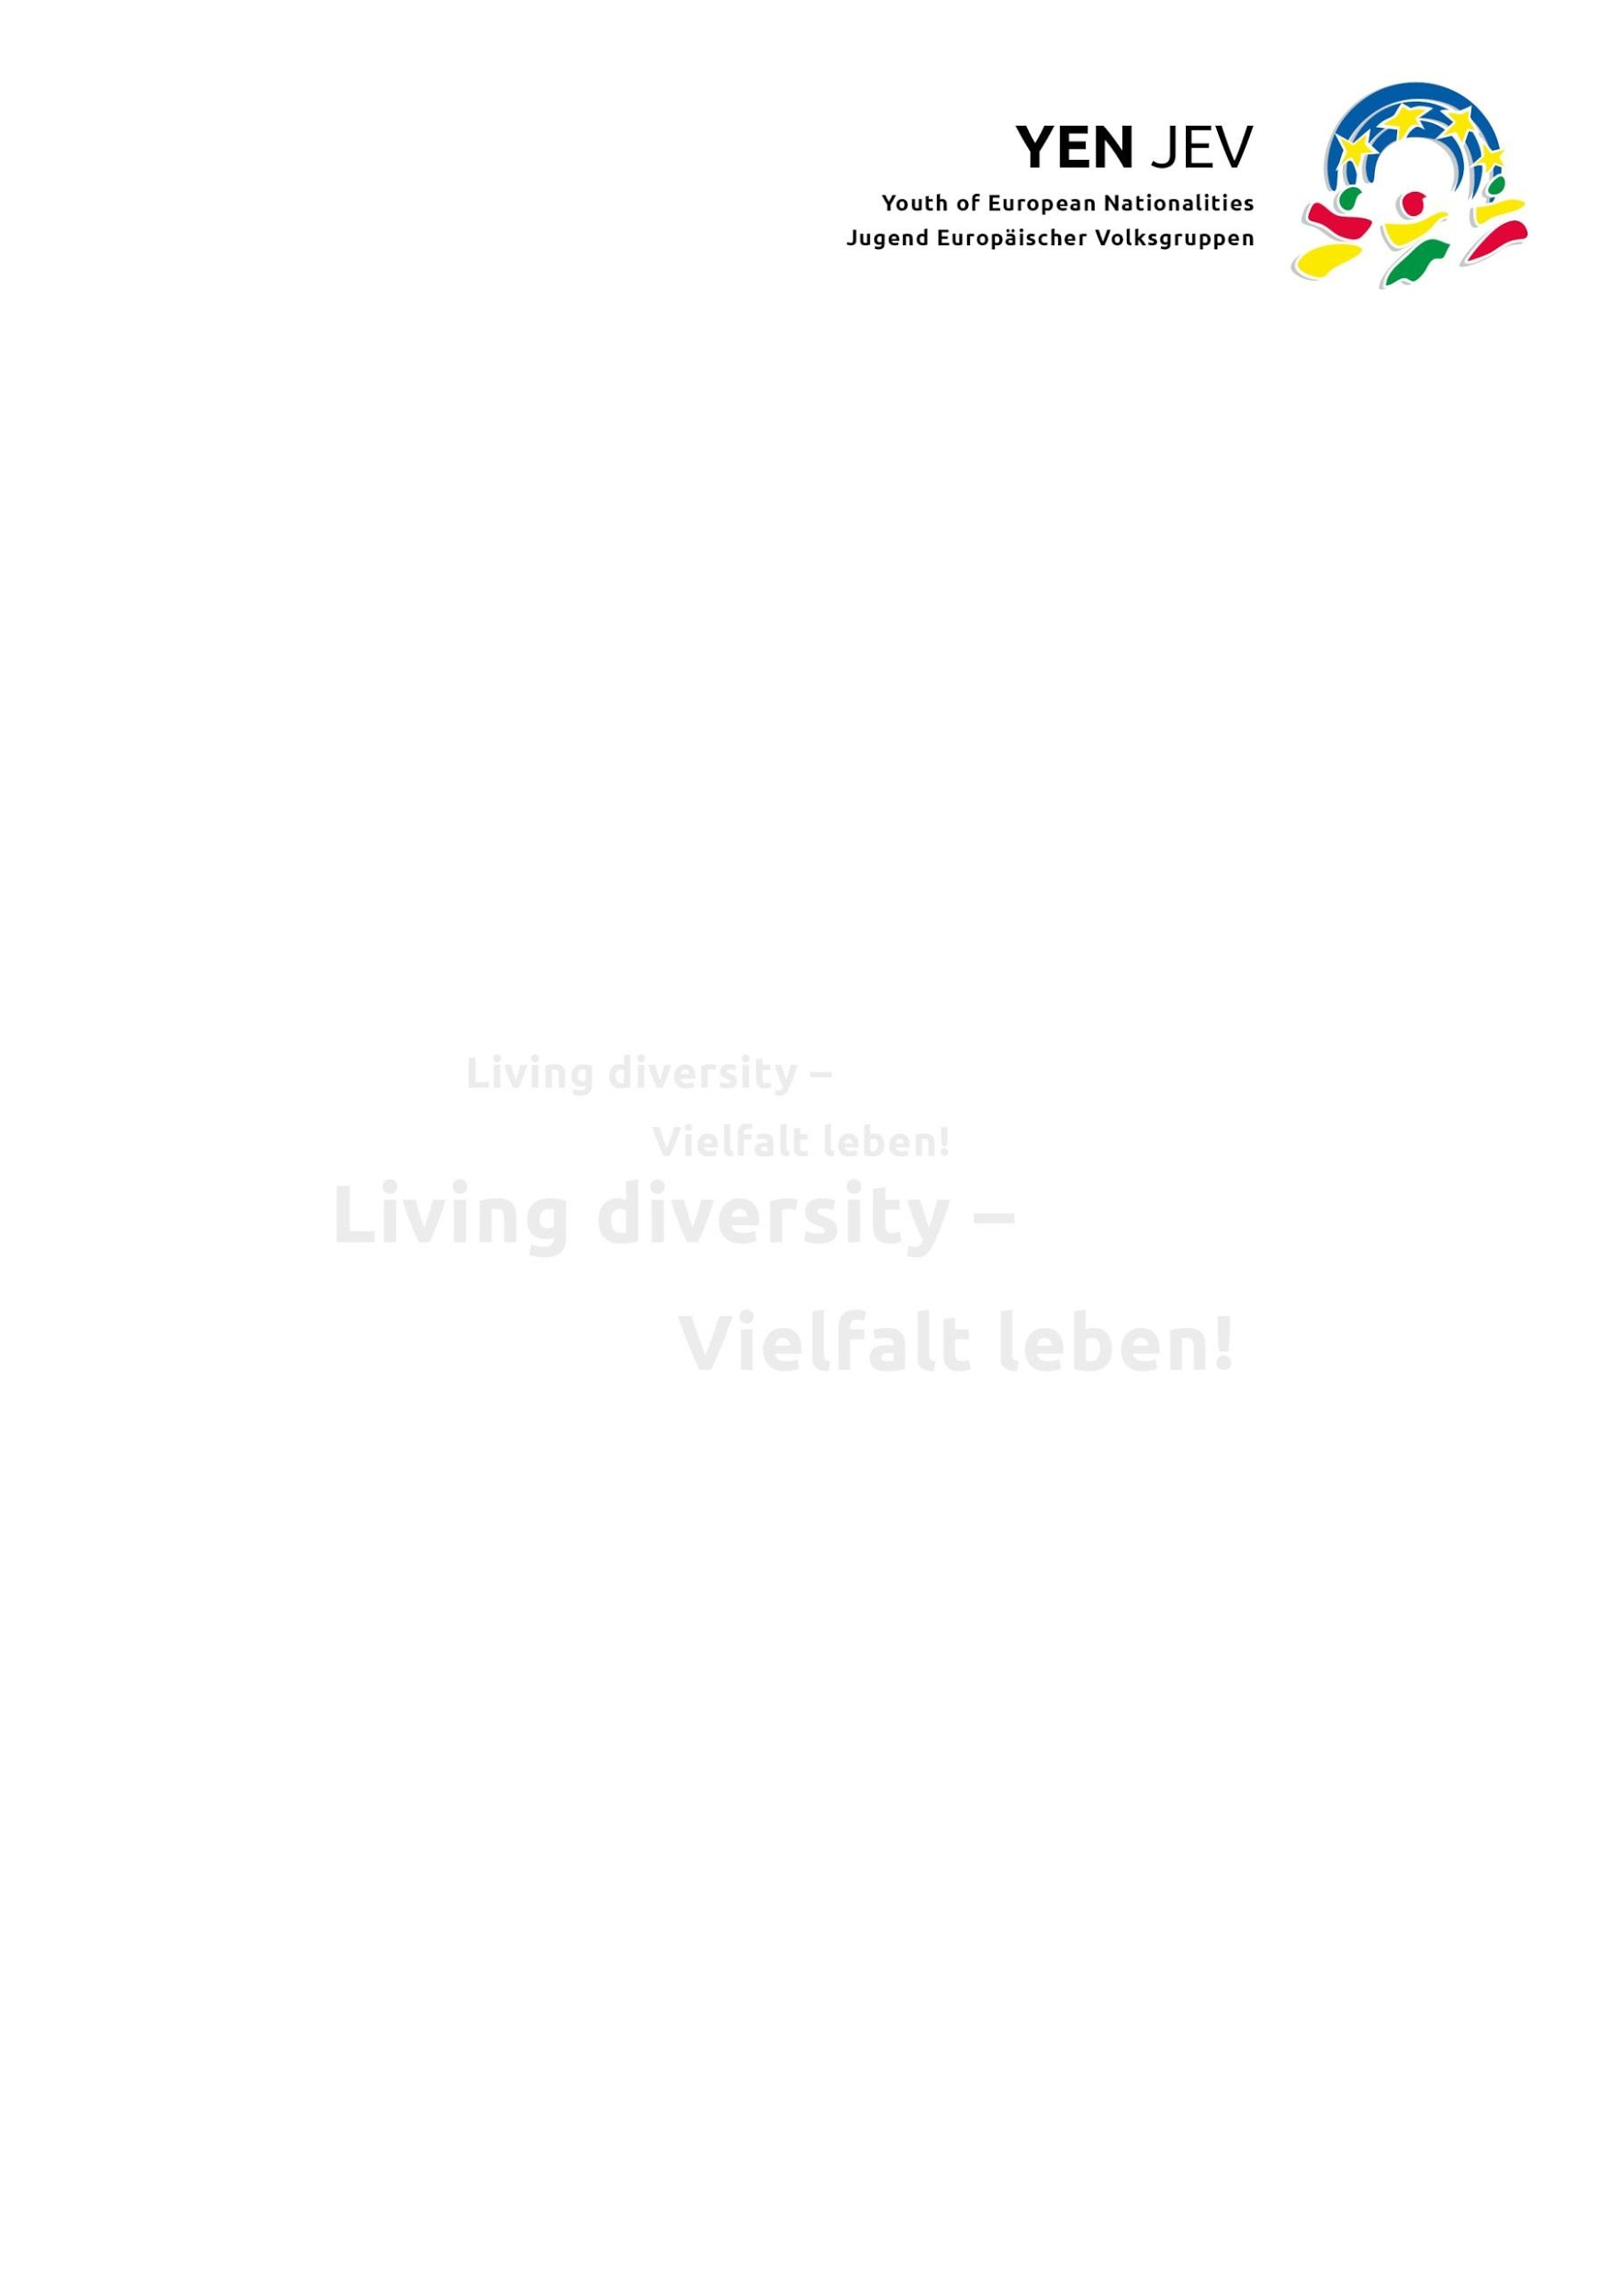 YEN JEV
Youth of European Nationalities
Jugend Europäischer Volksgruppen
Living diversity –
Vielfalt leben!
Living diversity –
Vielfalt leben!